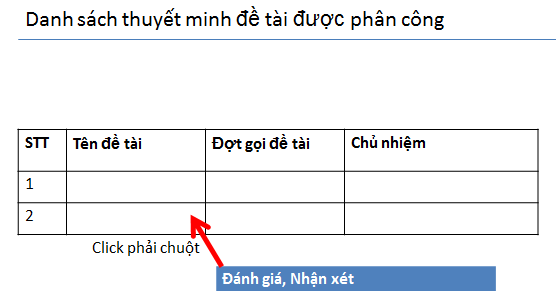 Danh sách thuyết minh đề tài được phân công
STT Tên đề tài Đợt gọi đề tài Chủ nhiệm
1
2
Click phải chuột
Đánh giá, Nhận xét